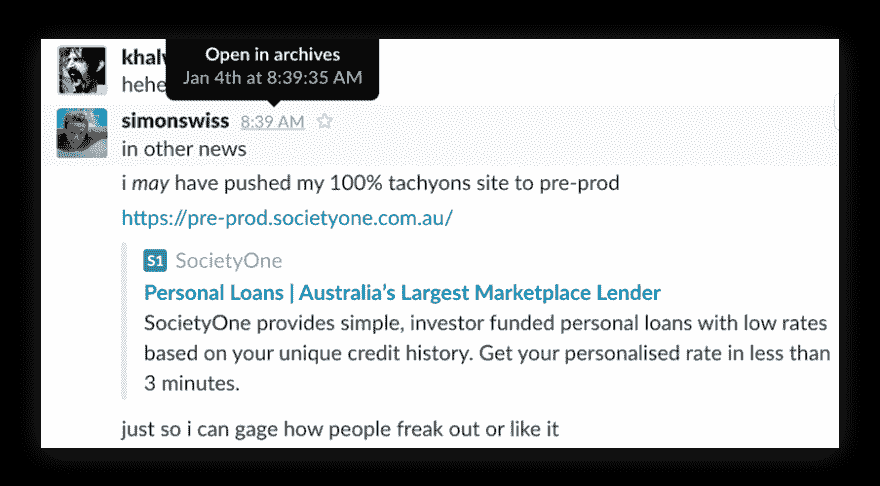 Open in archives
Jan 4th at 8:39:35 AM
hehe
simonswiss 8:39 AM
in other news
i may have pushed my 100% tachyons site to pre-prod
https://pre-prod.societyone.com.au/
S1 SocietyOne
Personal Loans | Australia’s Largest Marketplace Lender
SocietyOne provides simple, investor funded personal loans with low rates
based on your unique credit history. Get your personalised rate in less than
3 minutes.
just so i can gage how people freak out or like it